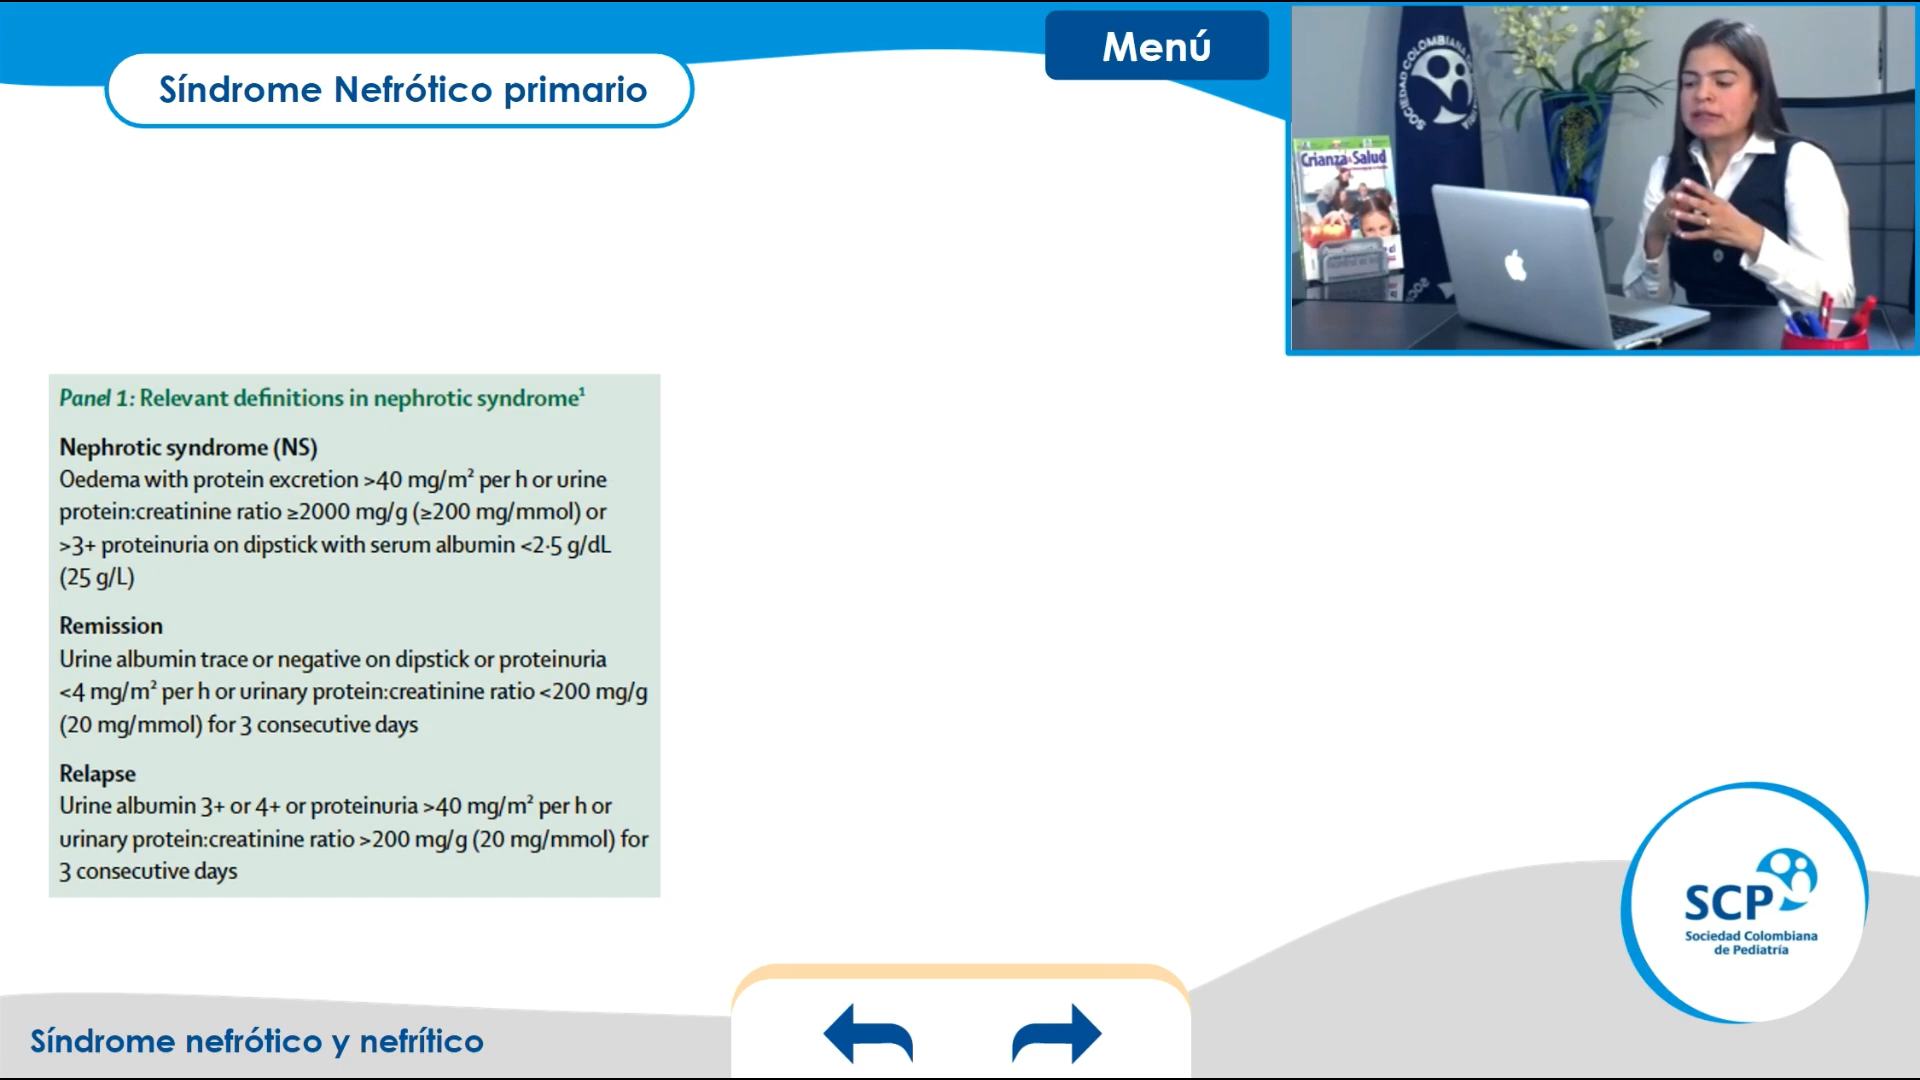 Síndrome Nefrótico primario
Menú
SOCIEDAD COLOMBIANA
Crianza & Salud
Panel 1: Relevant definitions in nephrotic syndrome¹
Nephrotic syndrome (NS)
Oedema with protein excretion >40 mg/m² per h or urine
protein:creatinine ratio ≥2000 mg/g (≥200 mg/mmol) or
>3+ proteinuria on dipstick with serum albumin <2·5 g/dL
(25 g/L)
Remission
Urine albumin trace or negative on dipstick or proteinuria
<4 mg/m² per h or urinary protein:creatinine ratio <200 mg/g
(20 mg/mmol) for 3 consecutive days
Relapse
Urine albumin 3+ or 4+ or proteinuria >40 mg/m² per h or
urinary protein:creatinine ratio >200 mg/g (20 mg/mmol) for
3 consecutive days
SCP
Sociedad Colombiana
de Pediatría
Síndrome nefrótico y nefrítico